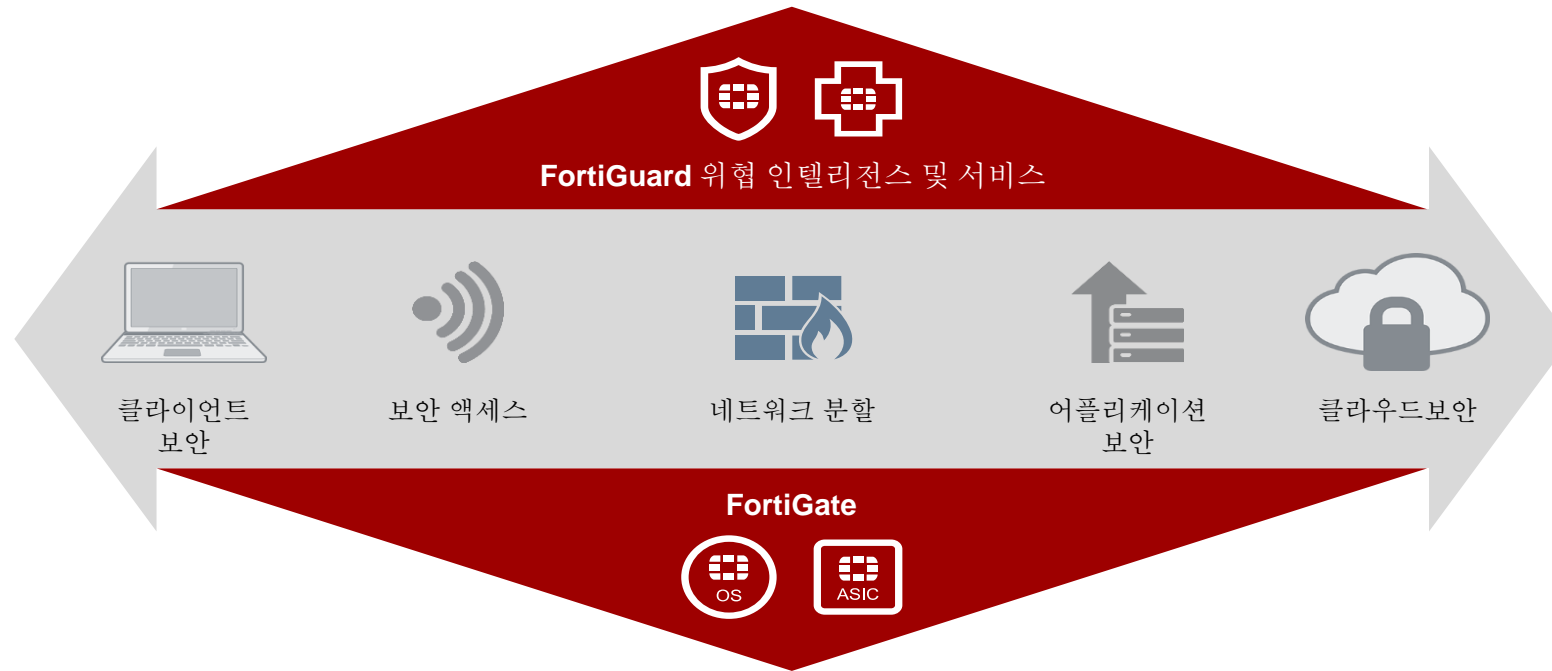 FortiGuard 위협 인텔리전스 및 서비스
클라이언트
보안
보안 액세스
네트워크 분할
어플리케이션
보안
클라우드보안
FortiGate
OS
ASIC